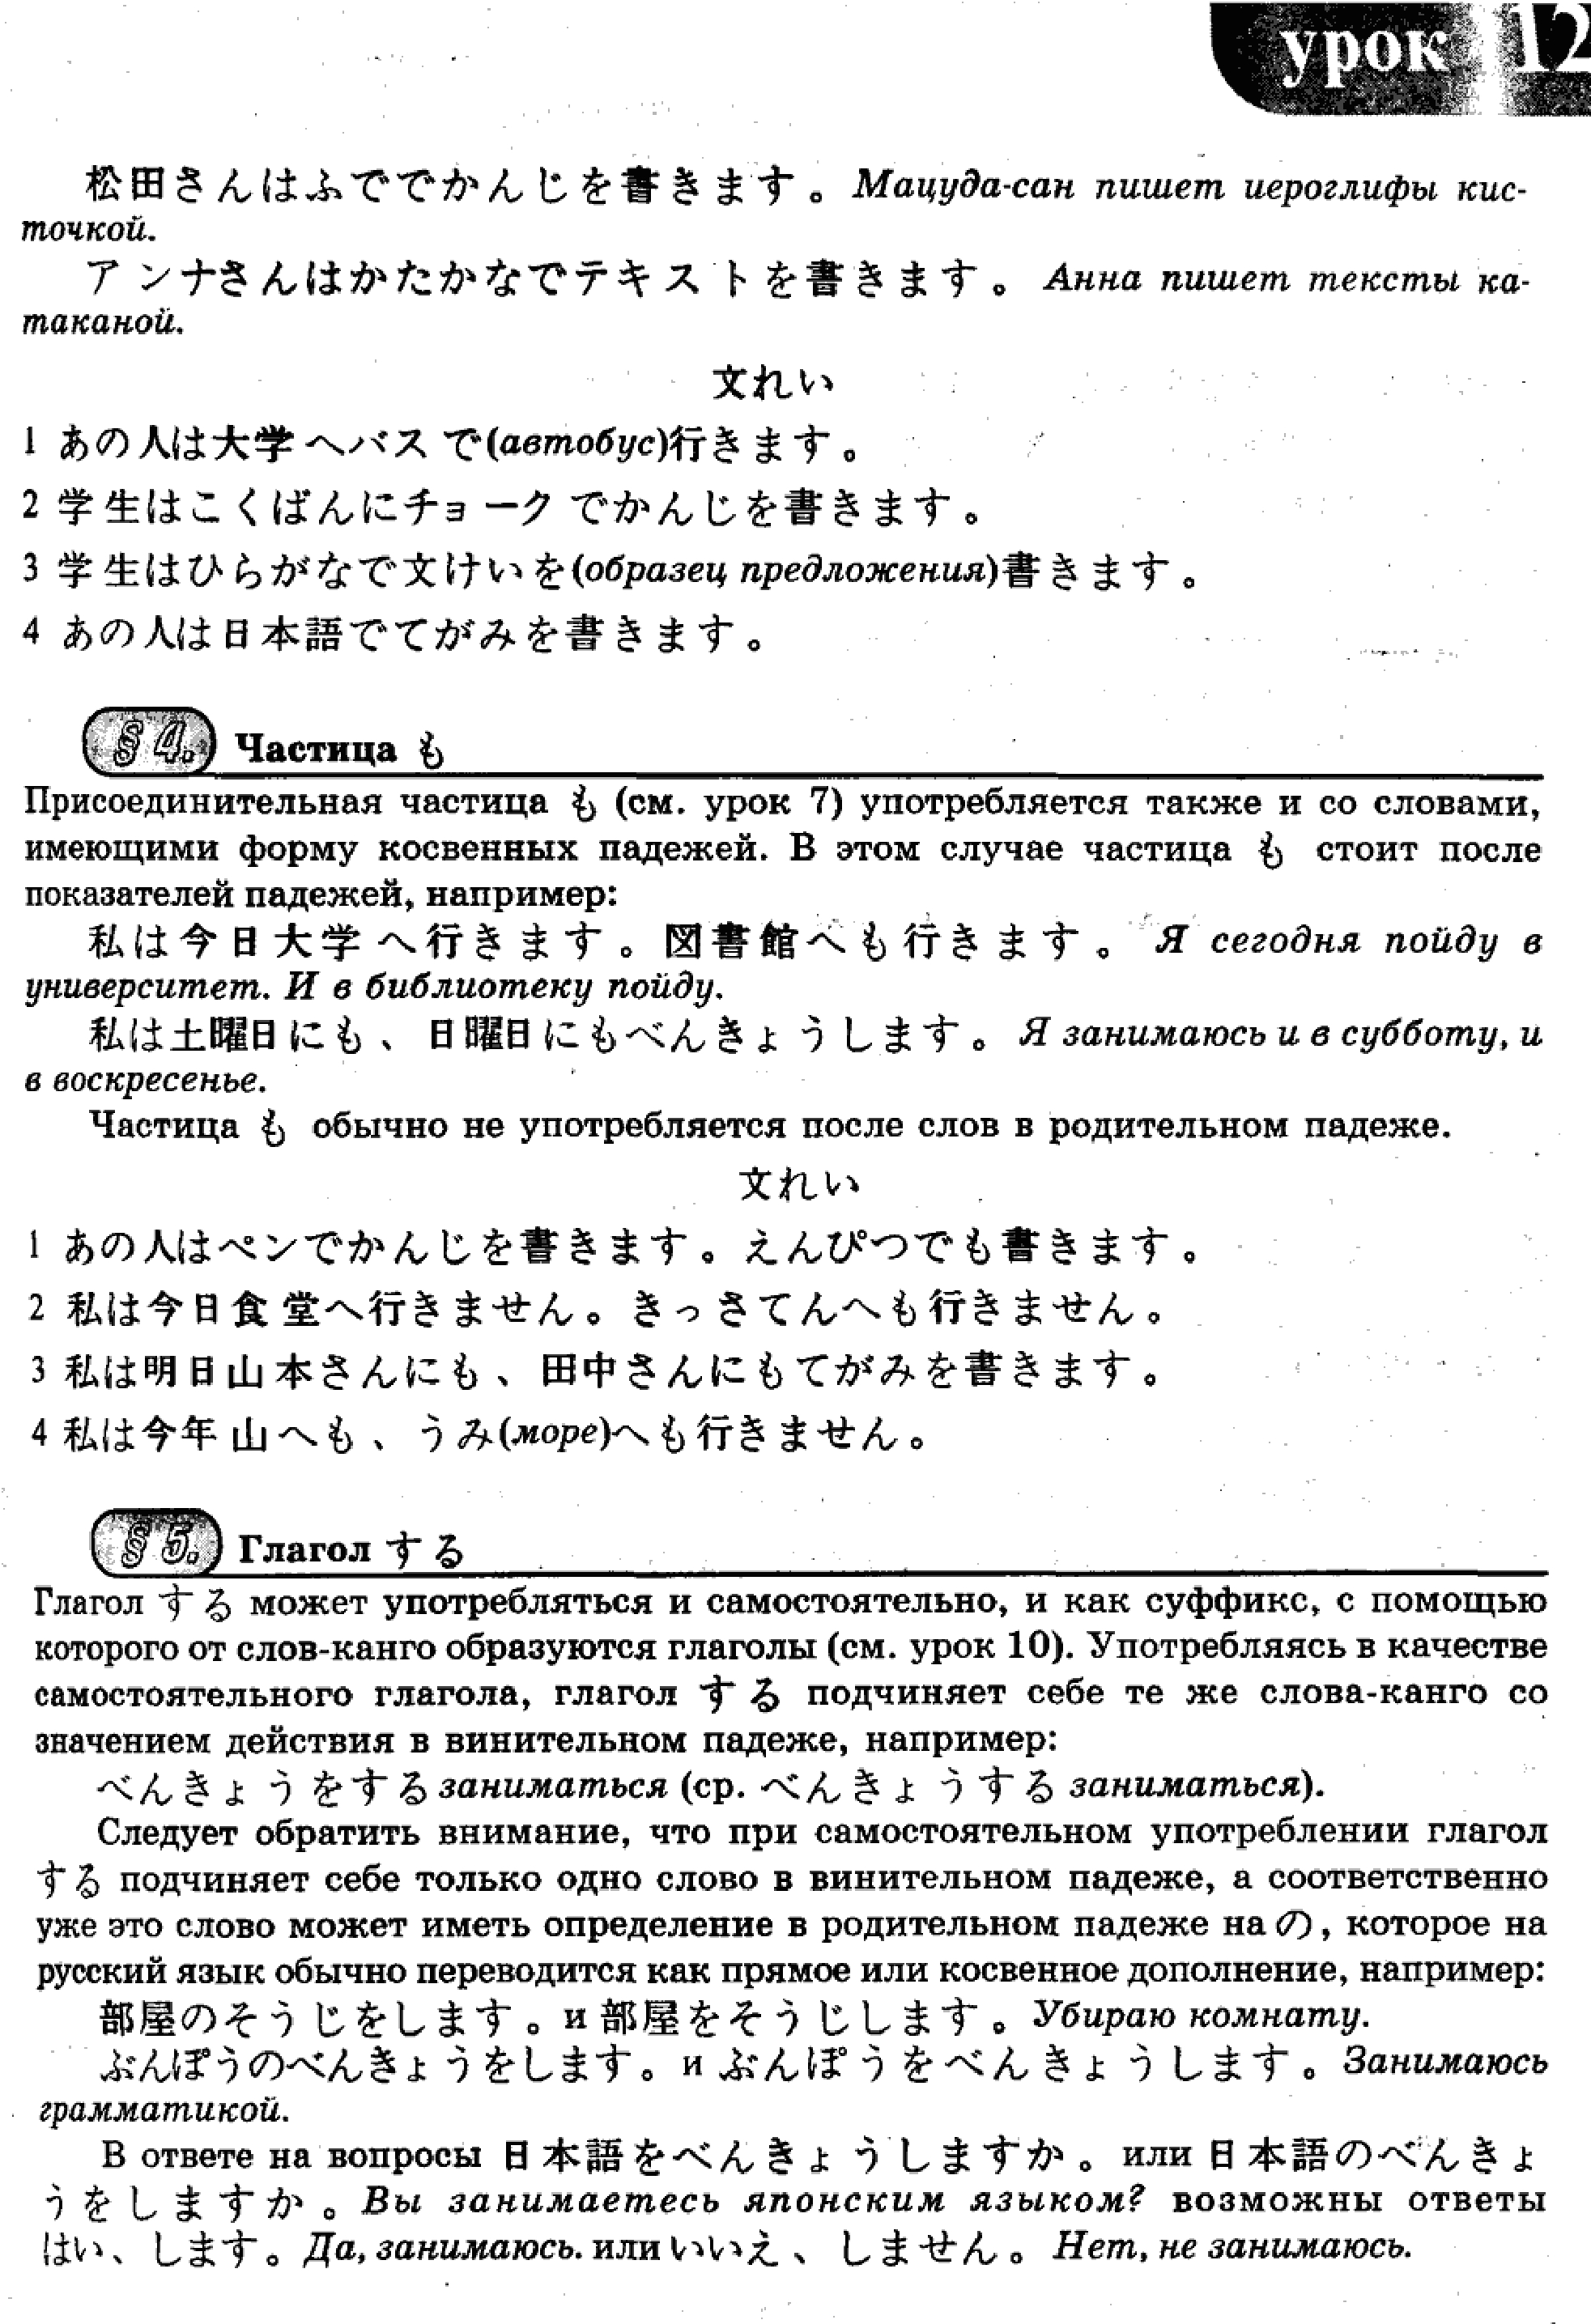 урок 12
松田さんはふででかんじを書きます。Мацуда-сан пишет иероглифы кис-
точкой.
アンナさんはかたかなでテキストを書きます。Анна пишет тексты ка-
таканой.
文れい
1 あの人は大学へバスで(автобус)行きます。
2 学生はこくばんにチョークでかんじを書きます。
3 学生はひらがなで文けいを(образец предложения)書きます。
4 あの人は日本語でてがみを書きます。
§ 4. Частица も
Присоединительная частица も (см. урок 7) употребляется также и со словами,
имеющими форму косвенных падежей. В этом случае частица も стоит после
показателей падежей, например:
私は今日大学へ行きます。図書館へも行きます。Я сегодня пойду в
университет. И в библиотеку пойду.
私は土曜日にも、日曜日にもべんきょうします。Я занимаюсь и в субботу, и
в воскресенье.
Частица も обычно не употребляется после слов в родительном падеже.
文れい
1 あの人はペンでかんじを書きます。えんぴつでも書きます。
2 私は今日食堂へ行きません。きっさてんへも行きません。
3 私は明日山本さんにも、田中さんにもてがみを書きます。
4 私は今年山へも、うみ(море)へも行きません。
§ 5. Глагол する
Глагол する может употребляться и самостоятельно, и как суффикс, с помощью
которого от слов-канго образуются глаголы (см. урок 10). Употребляясь в качестве
самостоятельного глагола, глагол する подчиняет себе те же слова-канго со
значением действия в винительном падеже, например:
べんきょうをする заниматься (ср. べんきょうする заниматься).
Следует обратить внимание, что при самостоятельном употреблении глагол
する подчиняет себе только одно слово в винительном падеже, а соответственно
уже это слово может иметь определение в родительном падеже на の, которое на
русский язык обычно переводится как прямое или косвенное дополнение, например:
部屋のそうじをします。и 部屋をそうじします。Убираю комнату.
ぶんぽうのべんきょうをします。и ぶんぽうをべんきょうします。Занимаюсь
грамматикой.
В ответе на вопросы 日本語をべんきょうしますか。или 日本語のべんきょ
うをしますか。Вы занимаетесь японским языком? возможны ответы
はい、します。Да, занимаюсь. или いいえ、しません。Нет, не занимаюсь.